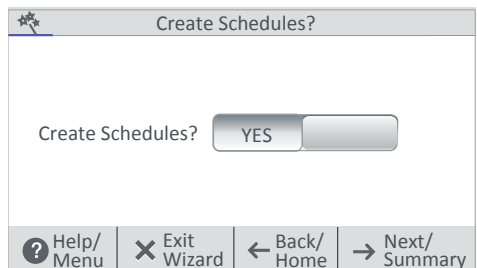 Create Schedules?
Create Schedules? YES
Help/
Menu
Exit
Wizard
Back/
Home
Next/
Summary